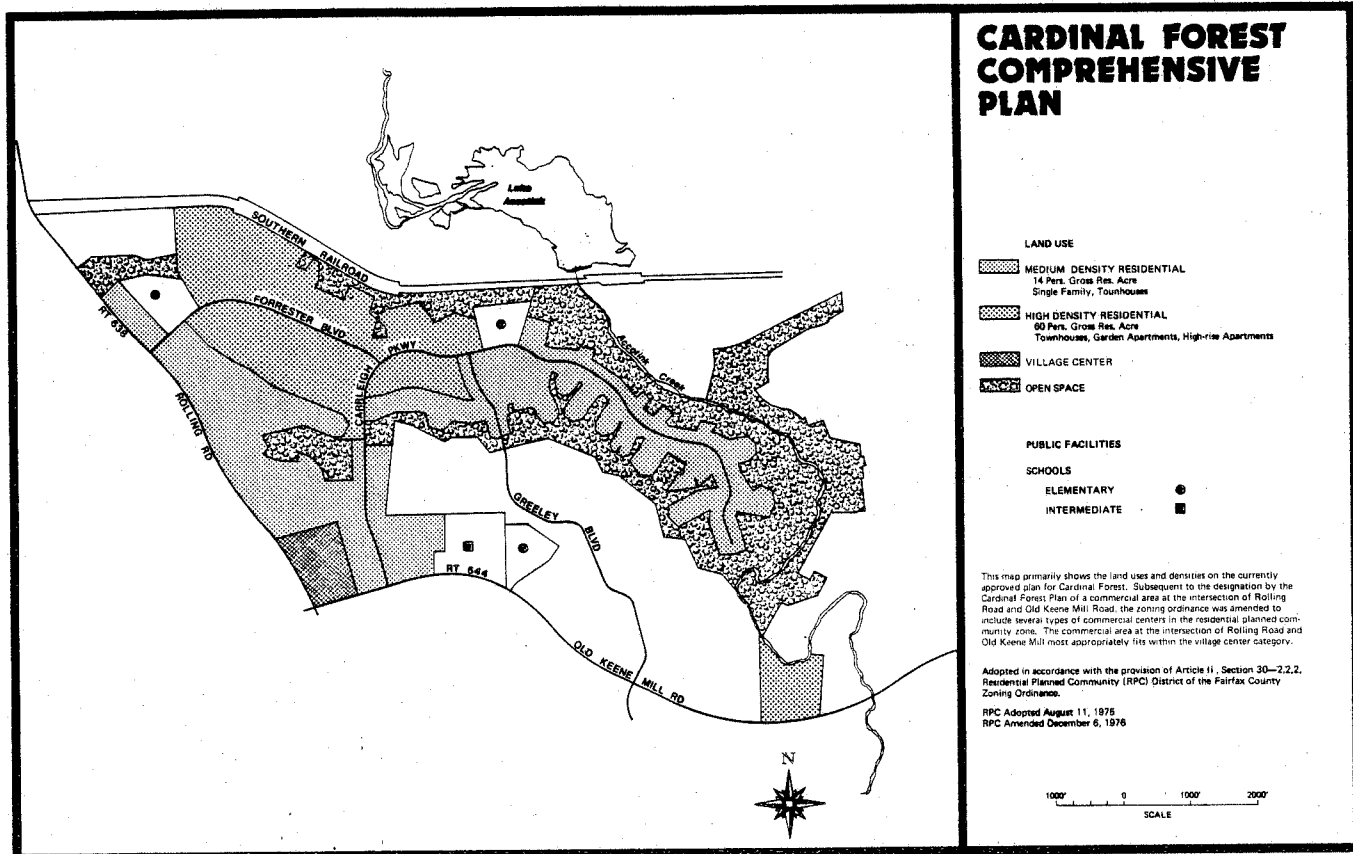 CARDINAL FOREST
COMPREHENSIVE
PLAN
Lake
Accotink
SOUTHERN RAILROAD
RT 638
FORRESTER BLVD
PKWY
CARRLEIGH
Accotink Creek
ROLLING RD
GREELEY BLVD
RT 644
OLD KEENE MILL RD
N
LAND USE
MEDIUM DENSITY RESIDENTIAL
14 Pers. Gross Res. Acre
Single Family, Tounhouses
HIGH DENSITY RESIDENTIAL
60 Pers. Gross Res. Acre
Townhouses, Garden Apartments, High-rise Apartments
VILLAGE CENTER
OPEN SPACE
PUBLIC FACILITIES
SCHOOLS
ELEMENTARY
INTERMEDIATE
This map primarily shows the land uses and densities on the currently
approved plan for Cardinal Forest. Subsequent to the designation by the
Cardinal Forest Plan of a commercial area at the intersection of Rolling
Road and Old Keene Mill Road, the zoning ordinance was amended to
include several types of commercial centers in the residential planned com-
munity zone. The commercial area at the intersection of Rolling Road and
Old Keene Mill most appropriately fits within the village center category.
Adopted in accordance with the provision of Article II, Section 30—2.2.2,
Residential Planned Community (RPC) District of the Fairfax County
Zoning Ordinance.
RPC Adopted August 11, 1975
RPC Amended December 6, 1976
1000' 0 1000' 2000'
SCALE